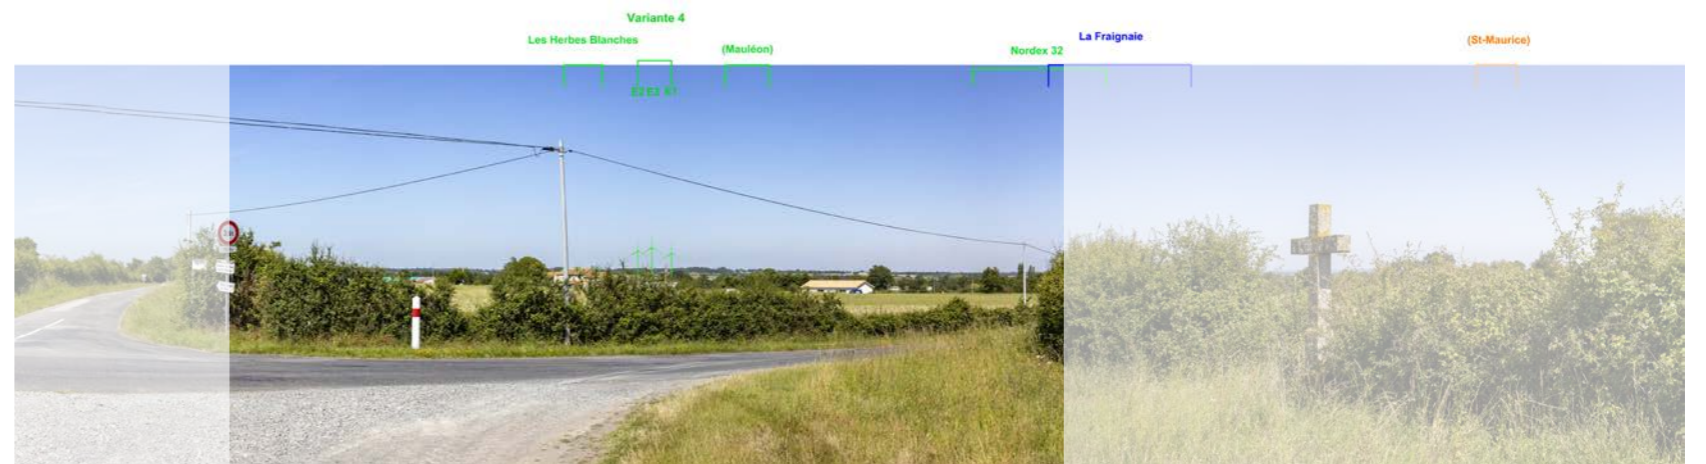 Variante 4
Les Herbes Blanches
(Mauléon)
Nordex 32
La Fraignaie
(St-Maurice)
E2 E3 E1